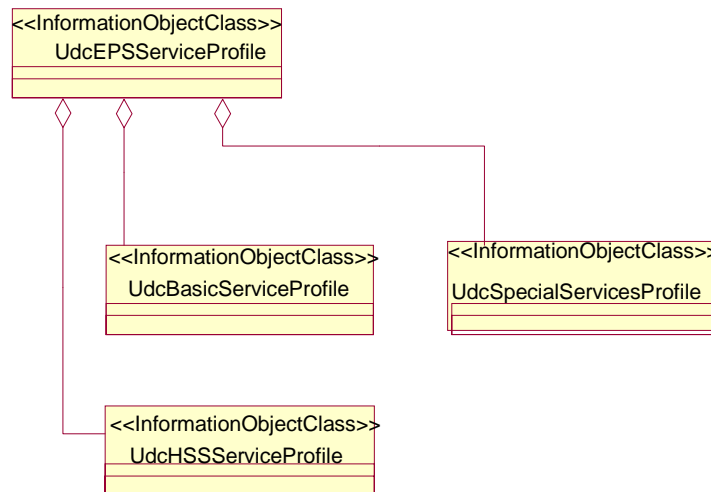 <<InformationObjectClass>>
UdcEPSServiceProfile
<<InformationObjectClass>>
UdcBasicServiceProfile
<<InformationObjectClass>>
UdcSpecialServicesProfile
<<InformationObjectClass>>
UdcHSSServiceProfile